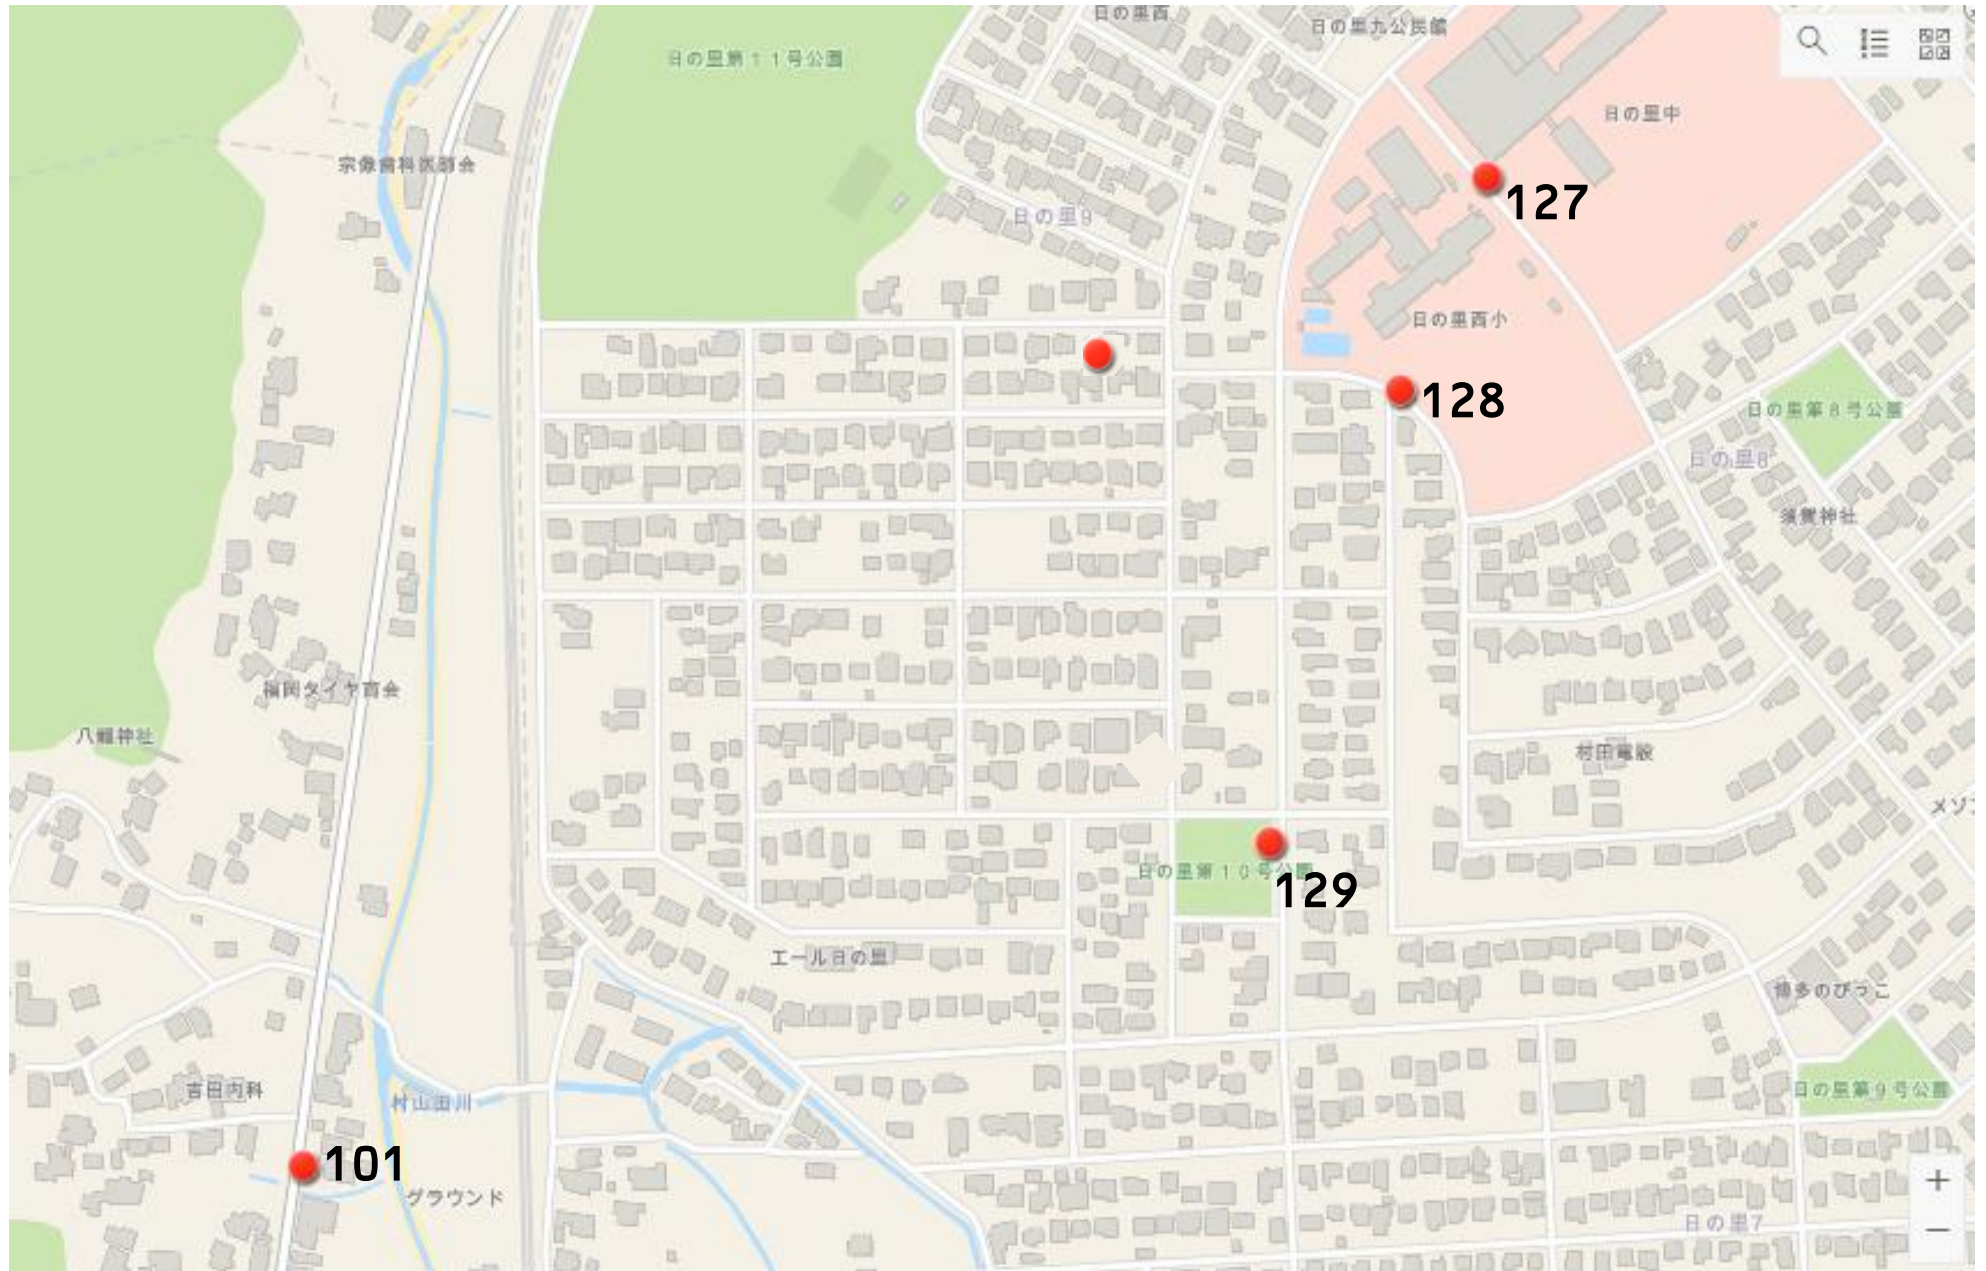 日の里西
日の里九公民館
日の里第11号公園
日の里中
宗像歯科医師会
127
日の里9
日の里西小
128
日の里第8号公園
日の里8
須賀神社
福岡タイヤ商会
八幡神社
村田電設
メゾ
日の里第10号公園
129
エール日の里
博多のびっこ
吉田内科
村山田川
日の里第9号公園
101
グラウンド
日の里7
+
−